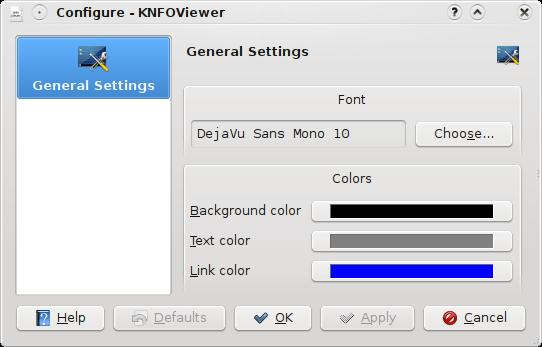 Configure - KNFOViewer
General Settings
General Settings
Font
DejaVu Sans Mono 10
Choose...
Colors
Background color
Text color
Link color
Help
Defaults
OK
Apply
Cancel